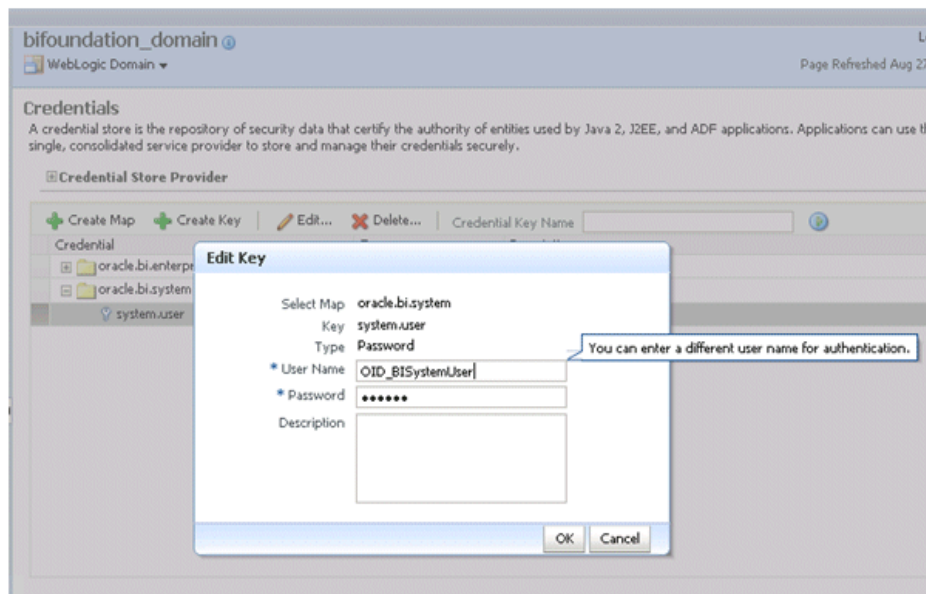 bifoundation_domain
WebLogic Domain
Page Refreshed Aug 27
Credentials
A credential store is the repository of security data that certify the authority of entities used by Java 2, J2EE, and ADF applications. Applications can use
single, consolidated service provider to store and manage their credentials securely.
Credential Store Provider
Create Map Create Key Edit... Delete... Credential Key Name
Credential
oracle.bi.enterpr
oracle.bi.system
system.user
Edit Key
Select Map oracle.bi.system
Key system.user
Type Password
* User Name OID_BISystemUser
You can enter a different user name for authentication.
* Password ••••••
Description
OK Cancel